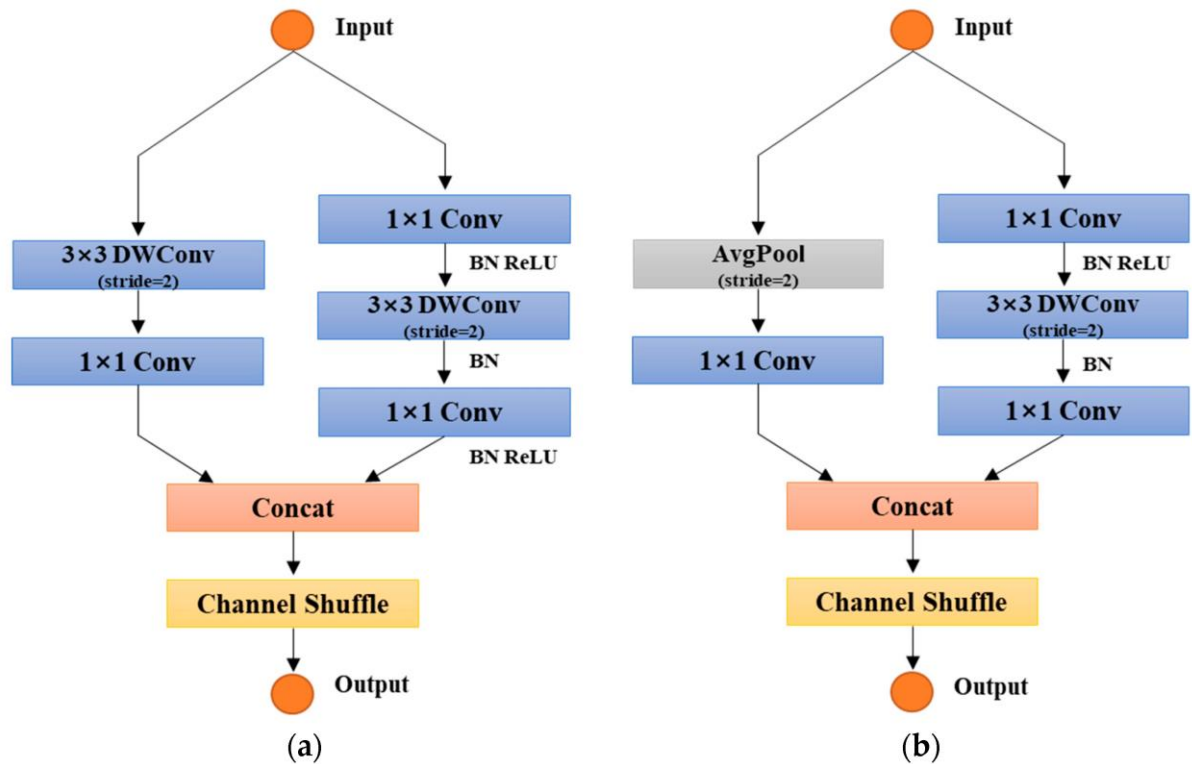 Input
3×3 DWConv
(stride=2)
1×1 Conv
1×1 Conv
BN ReLU
3×3 DWConv
(stride=2)
BN
1×1 Conv
BN ReLU
Concat
Channel Shuffle
Output
(a)
Input
AvgPool
(stride=2)
1×1 Conv
1×1 Conv
BN ReLU
3×3 DWConv
(stride=2)
BN
1×1 Conv
Concat
Channel Shuffle
Output
(b)